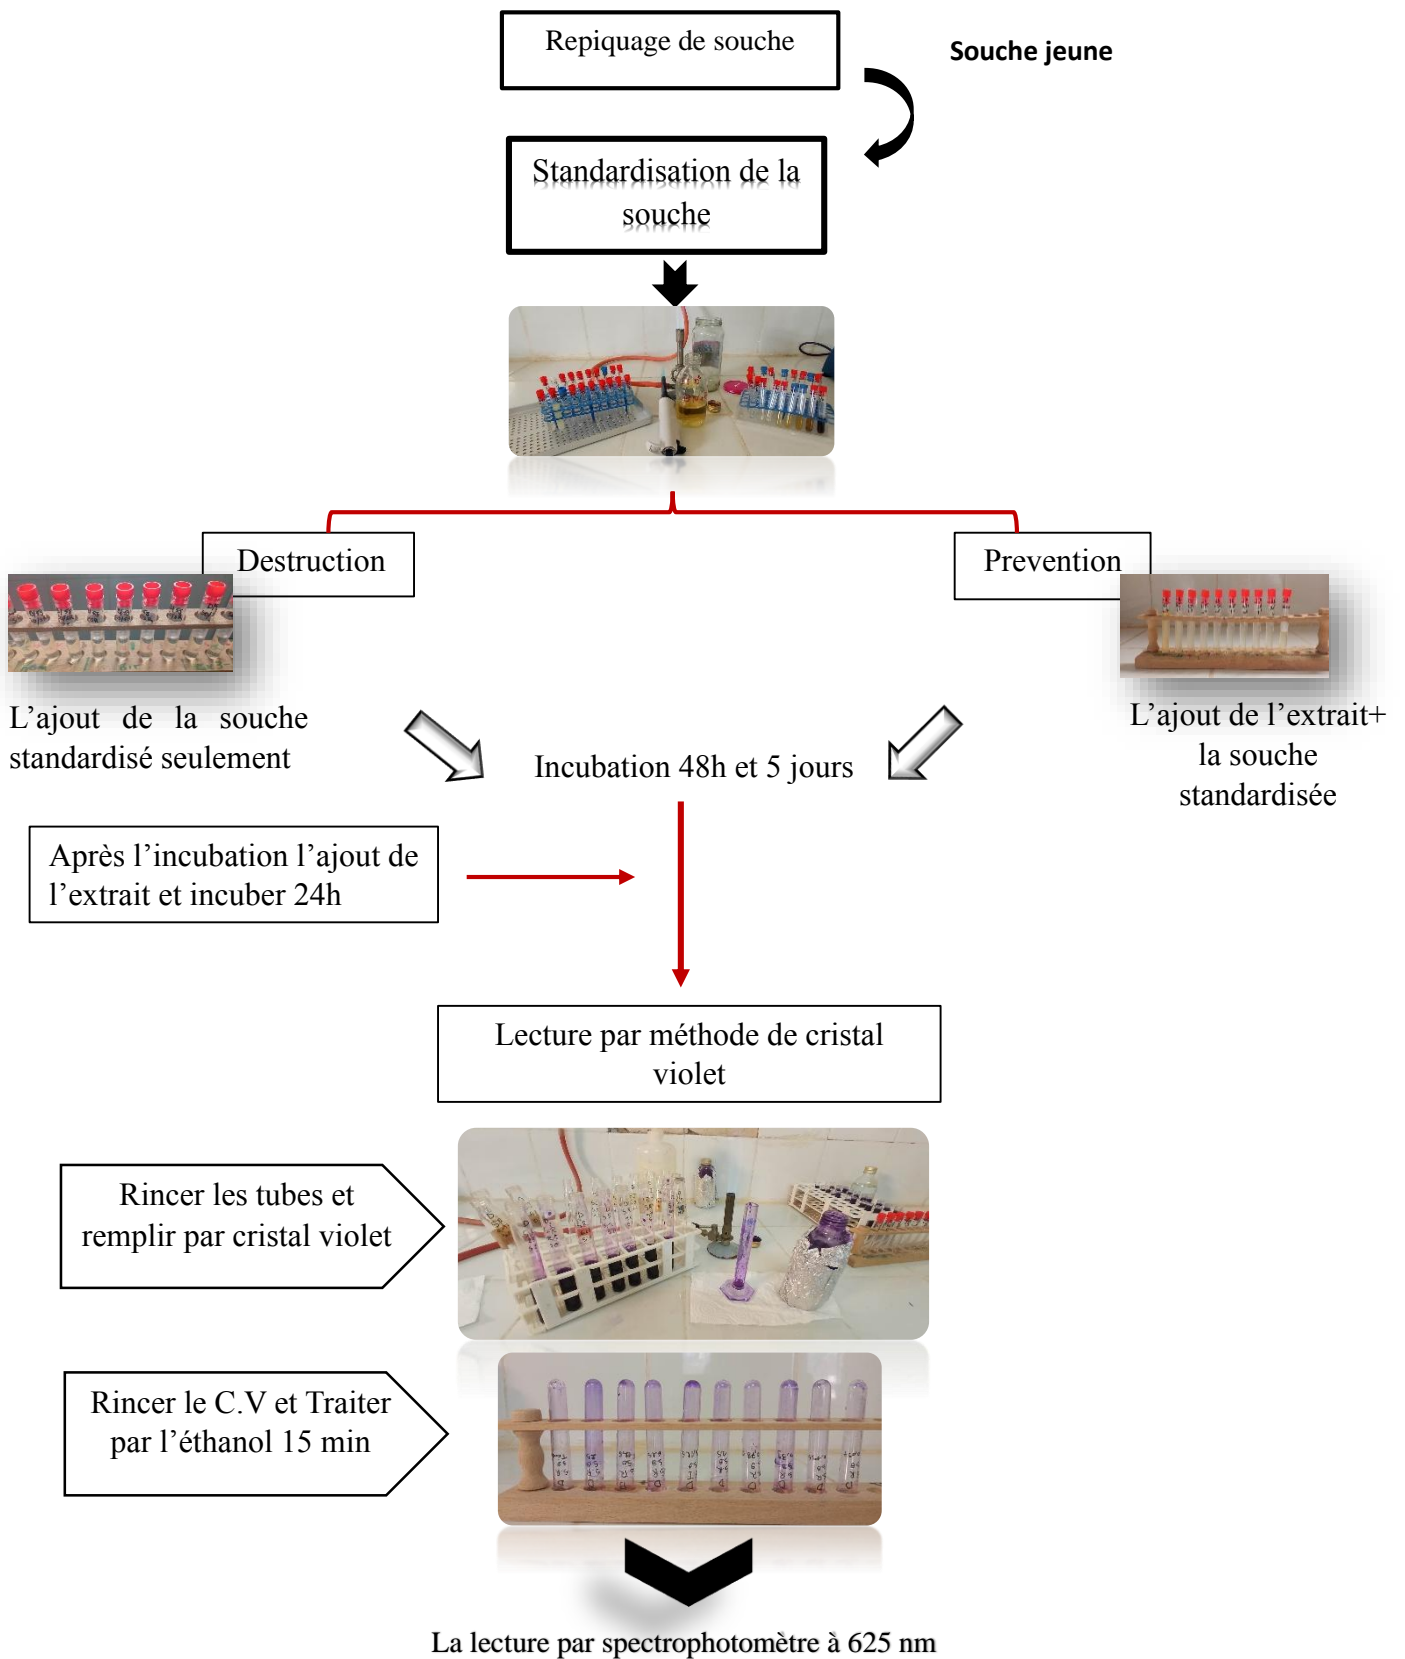 Repiquage de souche
Souche jeune
Standardisation de la
souche
Destruction
Prevention
L’ajout de la souche
standardisé seulement
L’ajout de l’extrait+
la souche
standardisée
Incubation 48h et 5 jours
Après l’incubation l’ajout de
l’extrait et incuber 24h
Lecture par méthode de cristal
violet
Rincer les tubes et
remplir par cristal violet
Rincer le C.V et Traiter
par l’éthanol 15 min
La lecture par spectrophotomètre à 625 nm